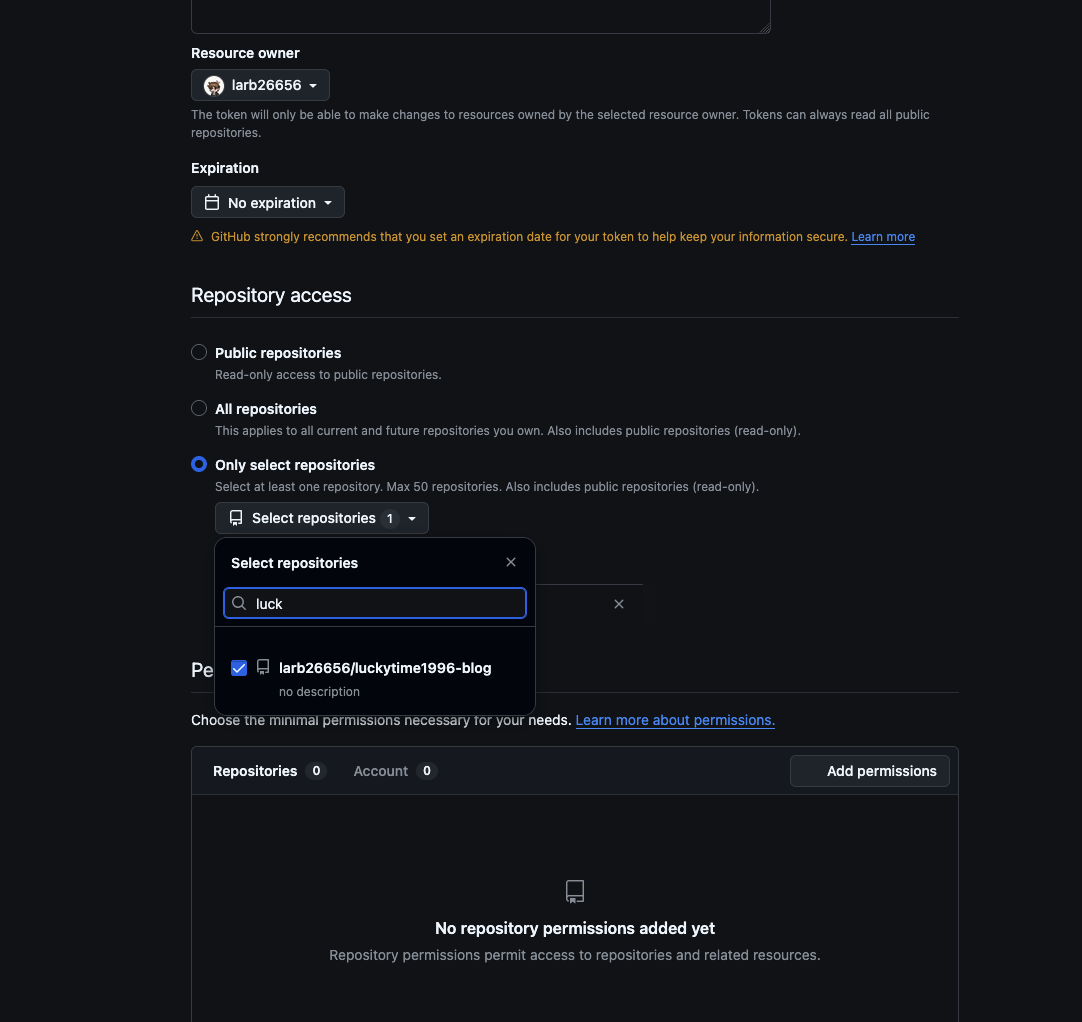 Resource owner
larb26656
The token will only be able to make changes to resources owned by the selected resource owner. Tokens can always read all public
repositories.
Expiration
No expiration
GitHub strongly recommends that you set an expiration date for your token to help keep your information secure. Learn more
Repository access
Public repositories
Read-only access to public repositories.
All repositories
This applies to all current and future repositories you own. Also includes public repositories (read-only).
Only select repositories
Select at least one repository. Max 50 repositories. Also includes public repositories (read-only).
Select repositories 1
Select repositories
luck
larb26656/luckytime1996-blog
no description
Pe
Choose the minimal permissions necessary for your needs. Learn more about permissions.
Repositories 0 Account 0 Add permissions
No repository permissions added yet
Repository permissions permit access to repositories and related resources.